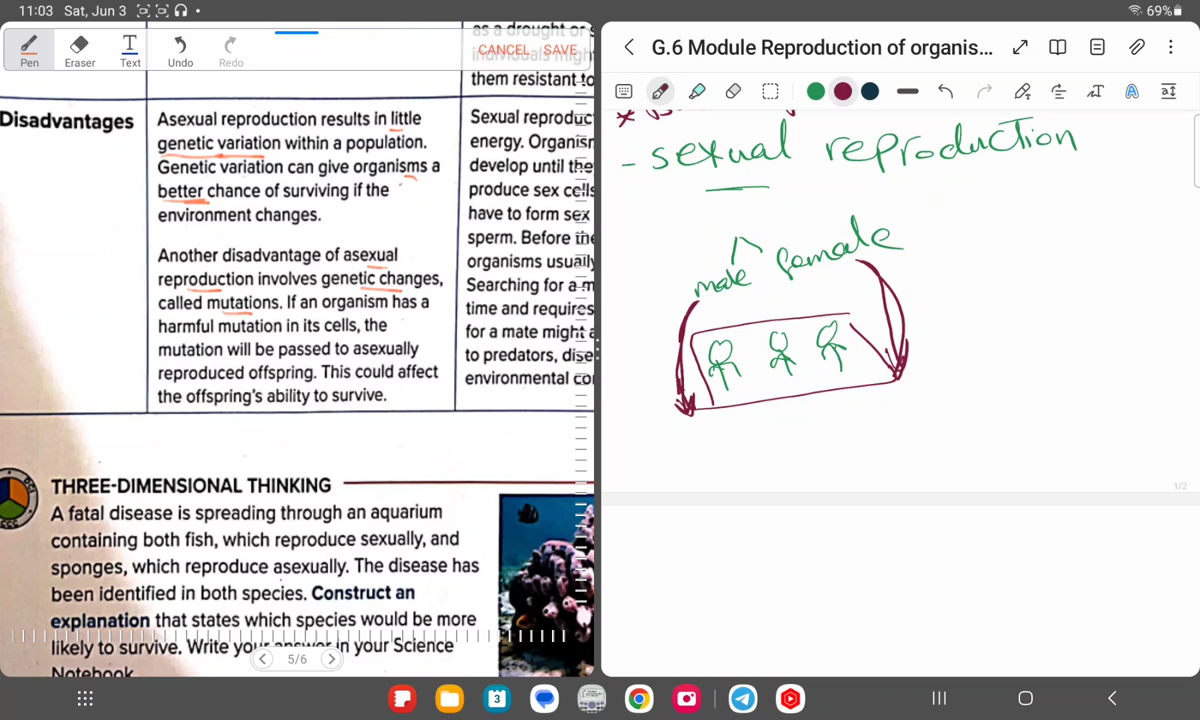 11:03 Sat, Jun 3
69%
Pen
Eraser
Text
Undo
Redo
CANCEL SAVE
as a drought or
individuals migh
them resistant to
Disadvantages
Asexual reproduction results in little
genetic variation within a population.
Genetic variation can give organisms a
better chance of surviving if the
environment changes.
Another disadvantage of asexual
reproduction involves genetic changes,
called mutations. If an organism has a
harmful mutation in its cells, the
mutation will be passed to asexually
reproduced offspring. This could affect
the offspring's ability to survive.
Sexual reproduc
energy. Organisn
develop until the
produce sex cells
have to form sex
sperm. Before the
organisms usually
Searching for a m
time and requires
for a mate might a
to predators, dise
environmental con
THREE-DIMENSIONAL THINKING
A fatal disease is spreading through an aquarium
containing both fish, which reproduce sexually, and
sponges, which reproduce asexually. The disease has
been identified in both species. Construct an
explanation that states which species would be more
likely to survive. Write your answer in your Science
Notebook.
5/6
G.6 Module Reproduction of organis...
- sexual reproduction
male female
1/2